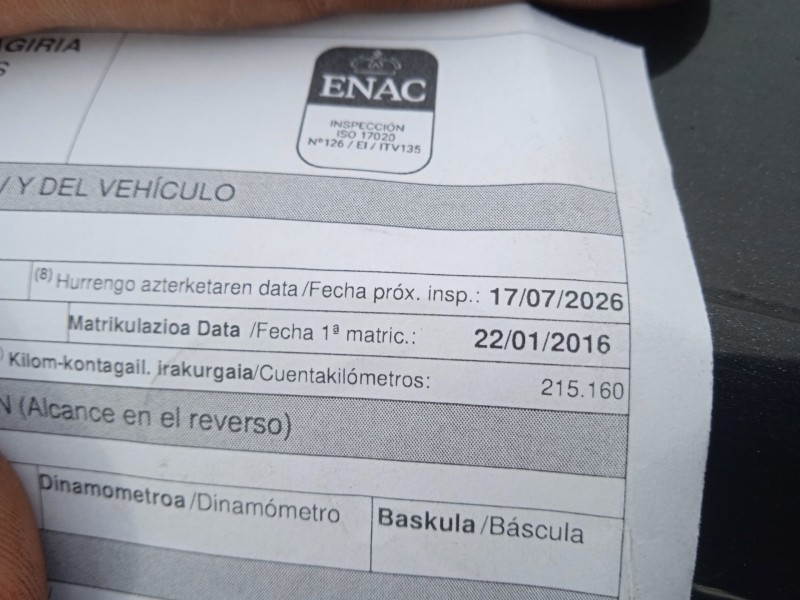 AGIRIA
S
ENAC
INSPECCIÓN
ISO 17020
Nº126 / EI / ITV135
/ Y DEL VEHÍCULO
(8) Hurrengo azterketaren data /Fecha próx. insp.: 17/07/2026
Matrikulazioa Data /Fecha 1ª matric.: 22/01/2016
) Kilom-kontagail. irakurgaia/Cuentakilómetros: 215.160
N (Alcance en el reverso)
Dinamometroa /Dinamómetro
Baskula /Báscula